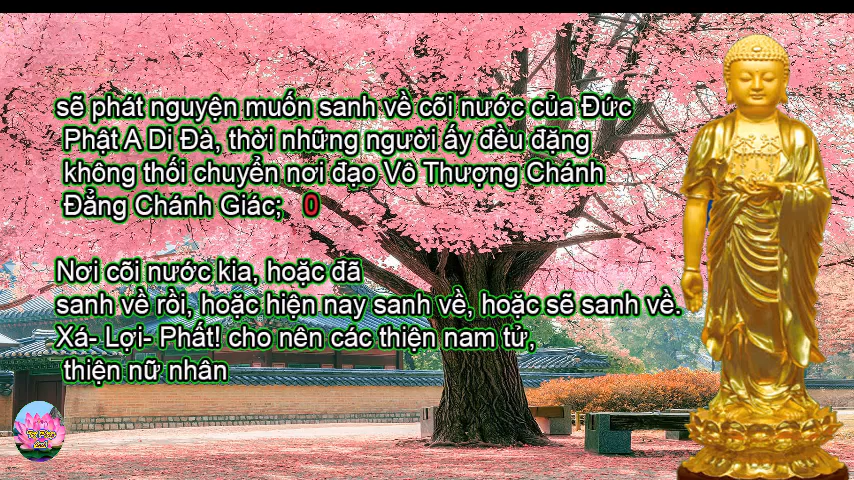 sẽ phát nguyện muốn sanh về cõi nước của Đức
Phật A Di Đà, thời những người ấy đều đặng
không thối chuyển nơi đạo Vô Thượng Chánh
Đẳng Chánh Giác; 0
Nơi cõi nước kia, hoặc đã
sanh về rồi, hoặc hiện nay sanh về, hoặc sẽ sanh về.
Xá- Lợi- Phất! cho nên các thiện nam tử,
thiện nữ nhân